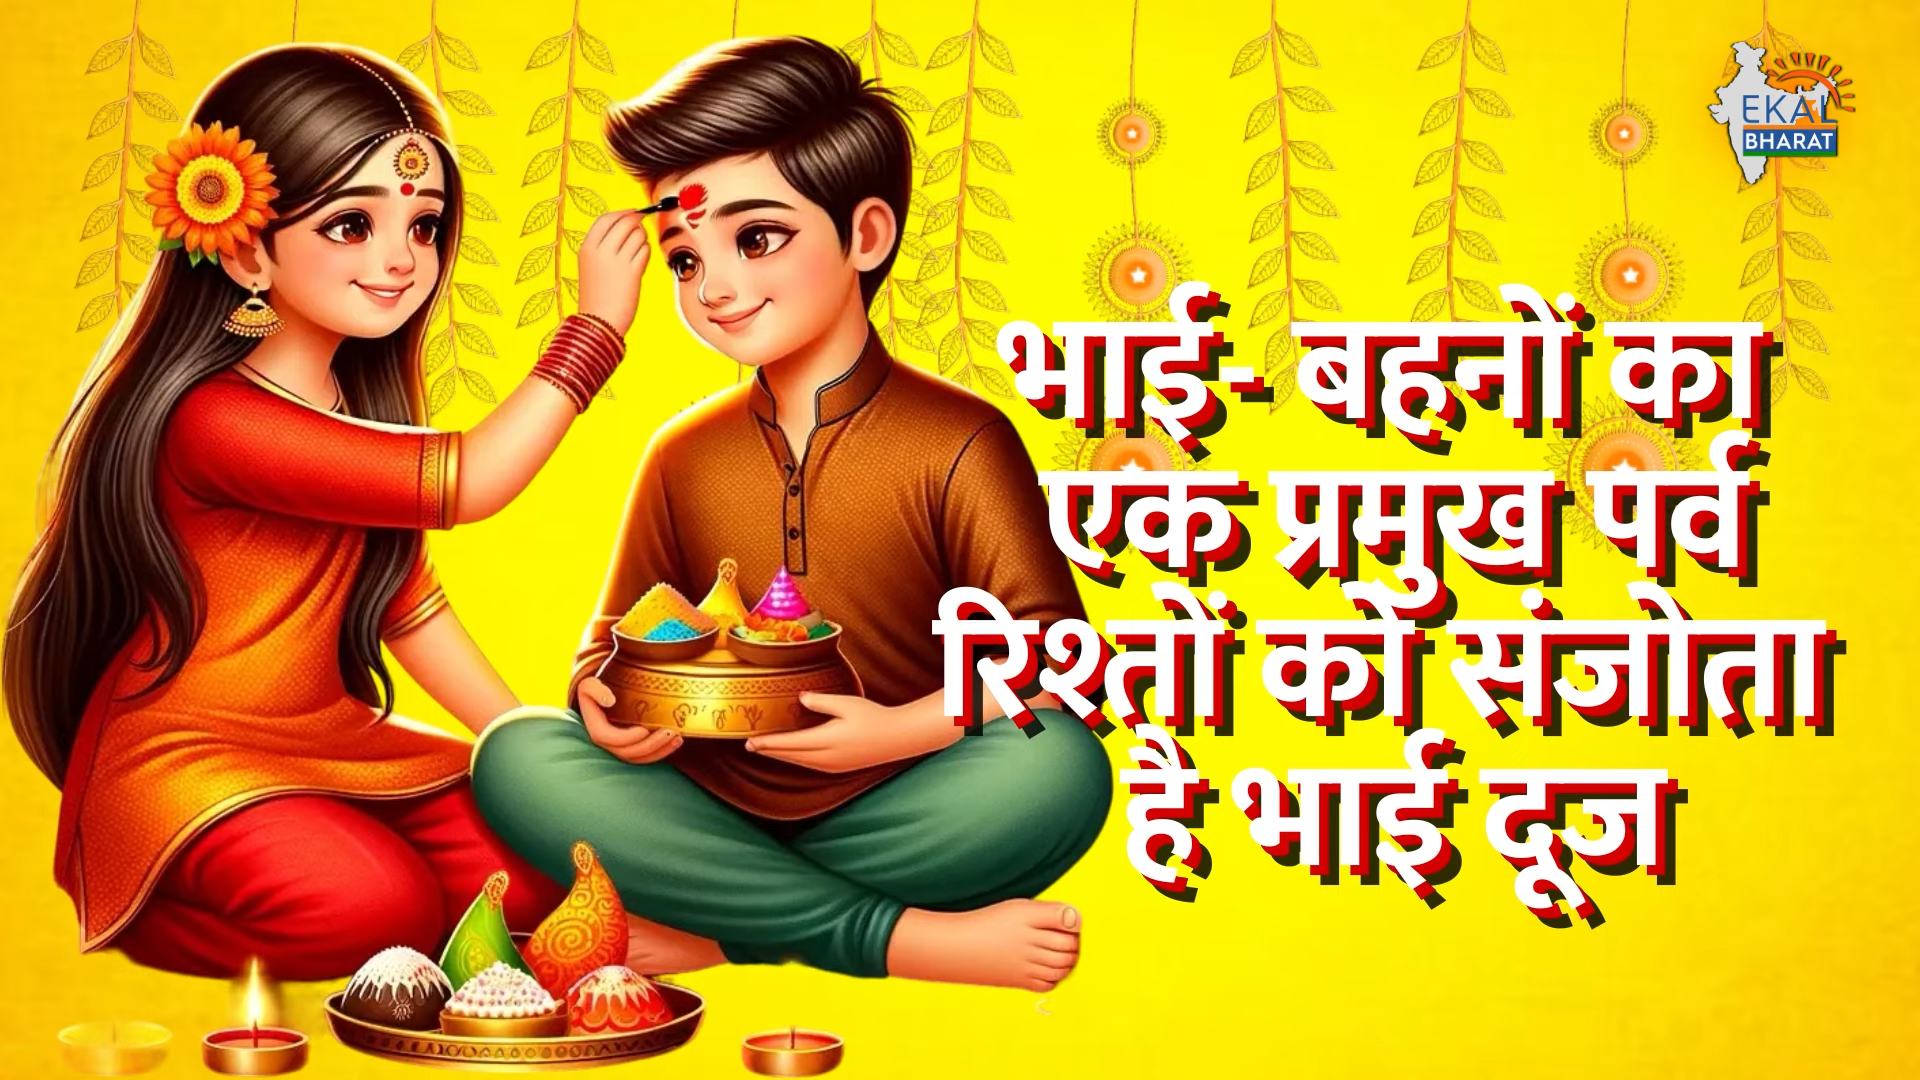 EKAL
BHARAT
भाई- बहनों का
एक प्रमुख पर्व
रिश्तों को संजोता
है भाई दूज